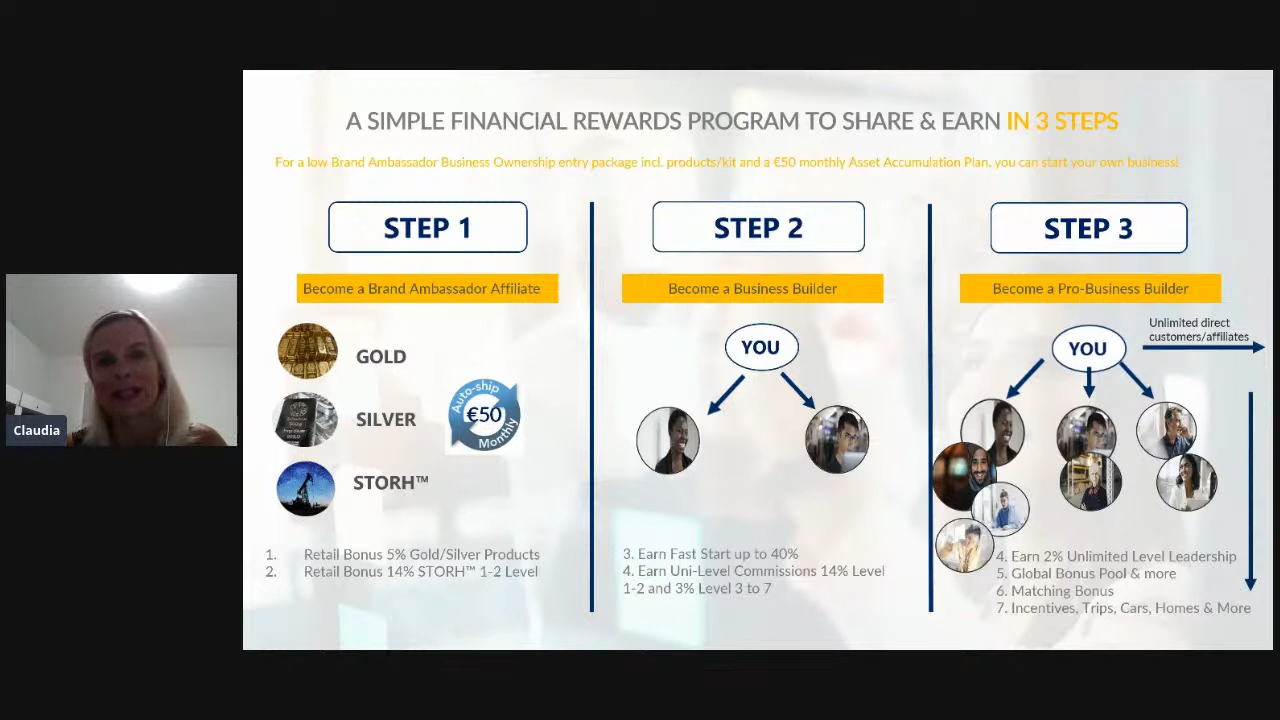 A SIMPLE FINANCIAL REWARDS PROGRAM TO SHARE & EARN IN 3 STEPS
For a low Brand Ambassador Business Ownership entry package incl. products/kit and a €50 monthly Asset Accumulation Plan, you can start your own business!
STEP 1
Become a Brand Ambassador Affiliate
GOLD
SILVER
STORH™
Auto-ship
€50
Monthly
1. Retail Bonus 5% Gold/Silver Products
2. Retail Bonus 14% STORH™ 1-2 Level
STEP 2
Become a Business Builder
YOU
3. Earn Fast Start up to 40%
4. Earn Uni-Level Commissions 14% Level
1-2 and 3% Level 3 to 7
STEP 3
Become a Pro-Business Builder
Unlimited direct
customers/affiliates
YOU
4. Earn 2% Unlimited Level Leadership
5. Global Bonus Pool & more
6. Matching Bonus
7. Incentives, Trips, Cars, Homes & More
Claudia